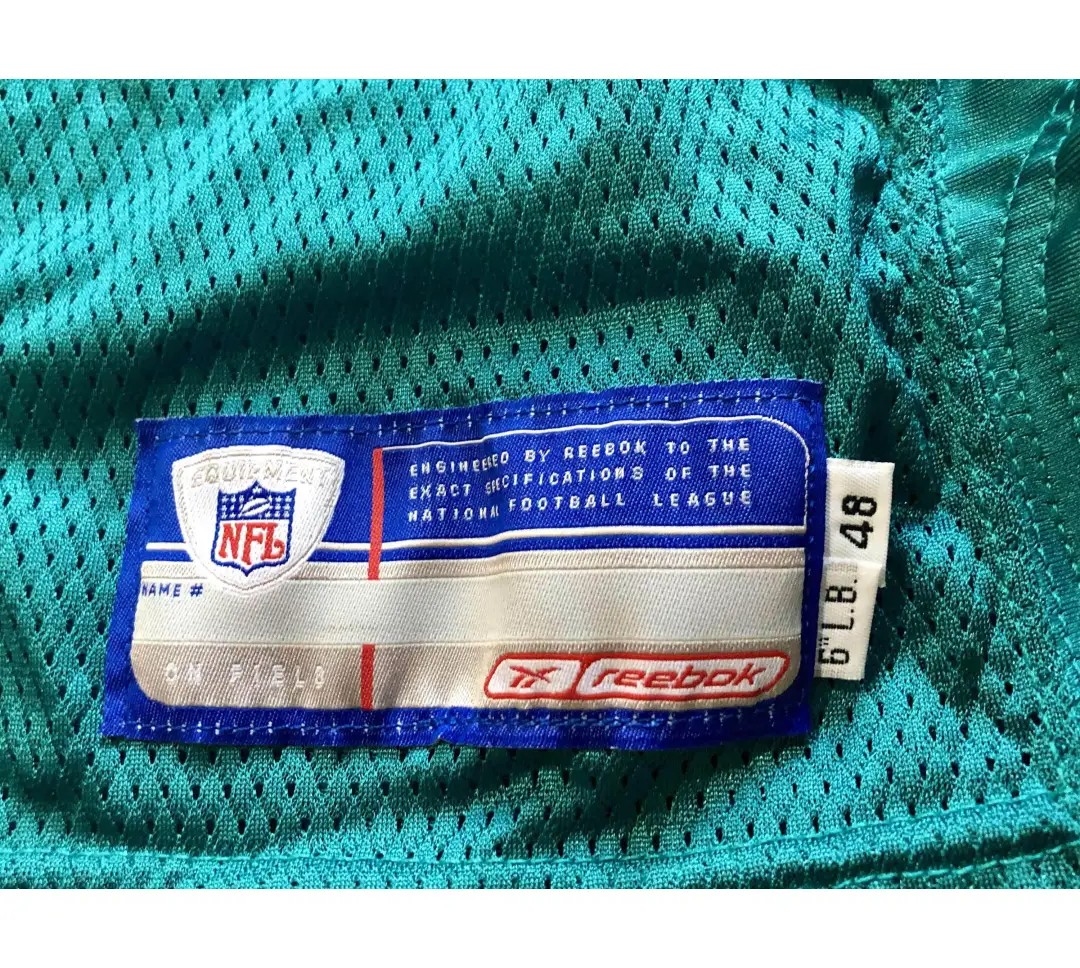 EQUIPMENT
NFL
ENGINEERED BY REEBOK TO THE
EXACT SPECIFICATIONS OF THE
NATIONAL FOOTBALL LEAGUE
NAME #
ON FIELD
reebok
48
6" L.B.